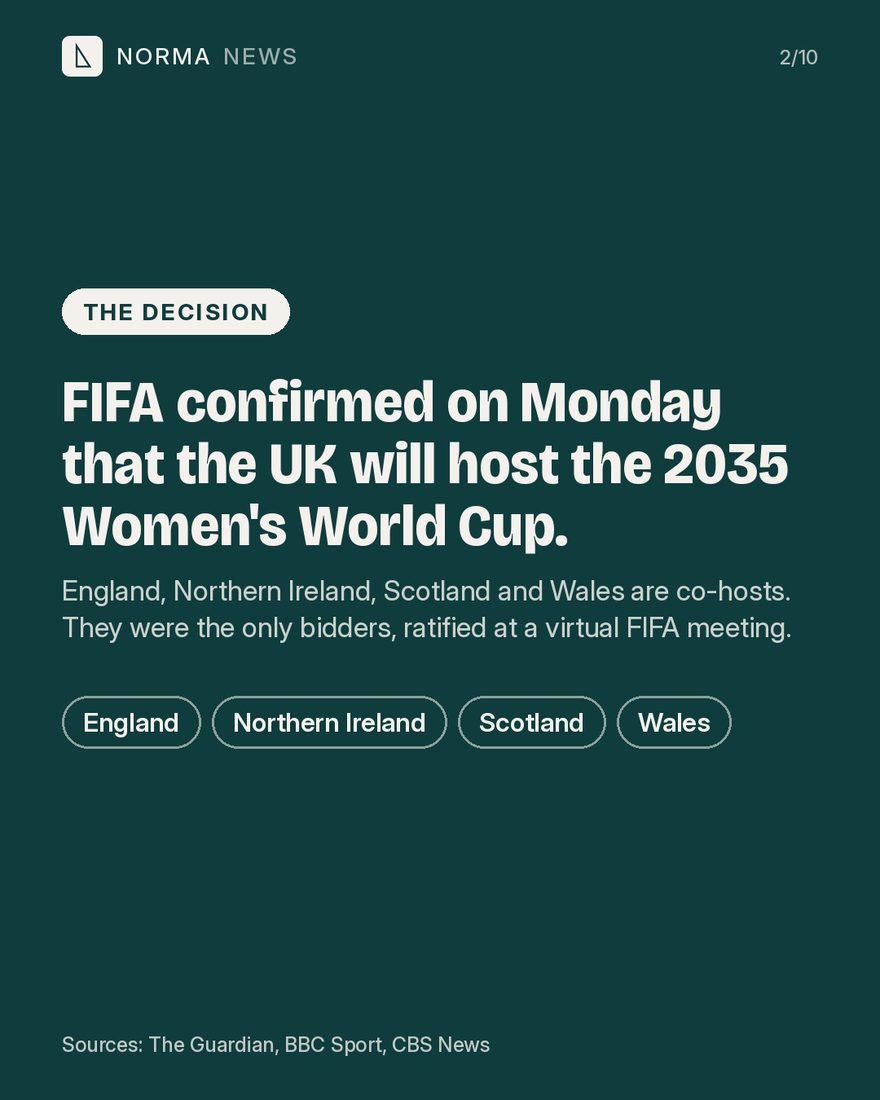 NORMA NEWS
2/10
THE DECISION
FIFA confirmed on Monday
that the UK will host the 2035
Women's World Cup.
England, Northern Ireland, Scotland and Wales are co-hosts.
They were the only bidders, ratified at a virtual FIFA meeting.
England
Northern Ireland
Scotland
Wales
Sources: The Guardian, BBC Sport, CBS News